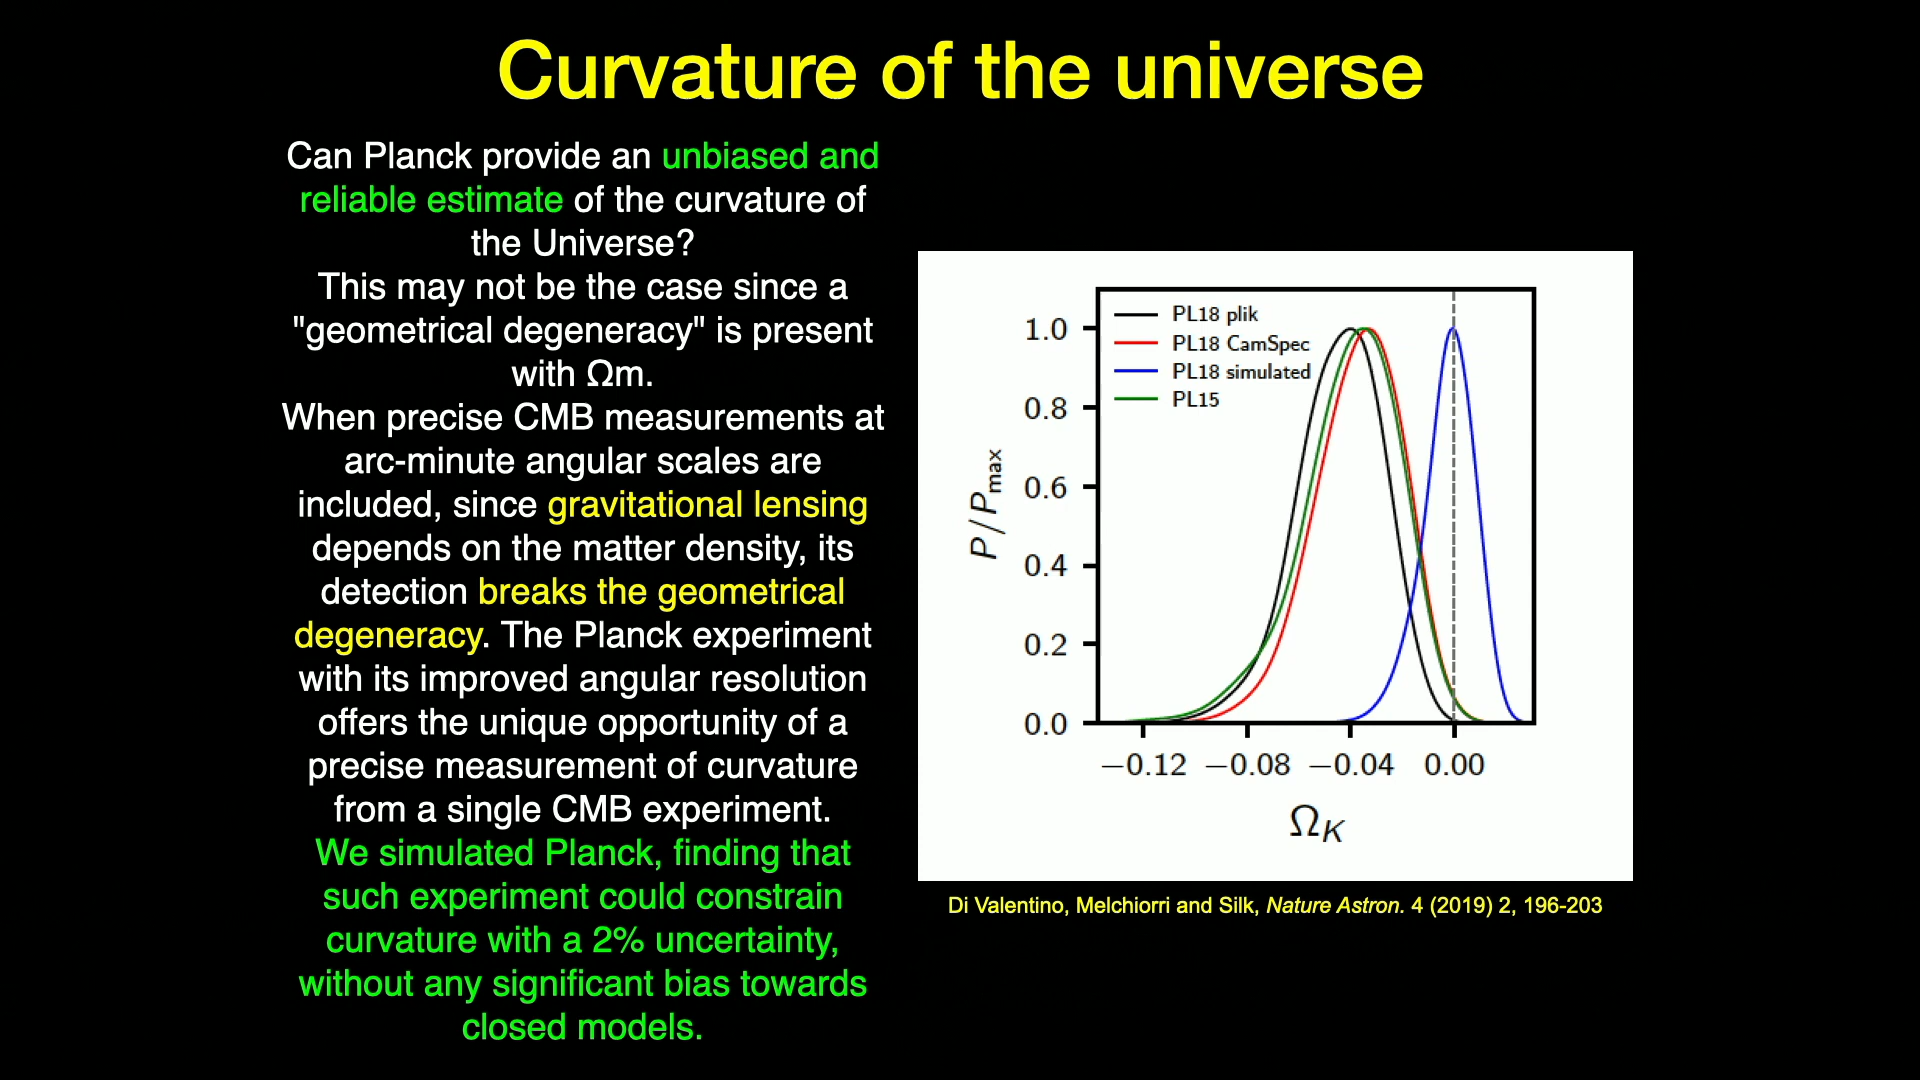 Curvature of the universe
Can Planck provide an unbiased and
reliable estimate of the curvature of
the Universe?
This may not be the case since a
"geometrical degeneracy" is present
with Ωm.
When precise CMB measurements at
arc-minute angular scales are
included, since gravitational lensing
depends on the matter density, its
detection breaks the geometrical
degeneracy. The Planck experiment
with its improved angular resolution
offers the unique opportunity of a
precise measurement of curvature
from a single CMB experiment.
We simulated Planck, finding that
such experiment could constrain
curvature with a 2% uncertainty,
without any significant bias towards
closed models.
PL18 plik
PL18 CamSpec
PL18 simulated
PL15
1.0
0.8
0.6
0.4
0.2
0.0
P/Pmax
−0.12 −0.08 −0.04 0.00
ΩK
Di Valentino, Melchiorri and Silk, Nature Astron. 4 (2019) 2, 196-203